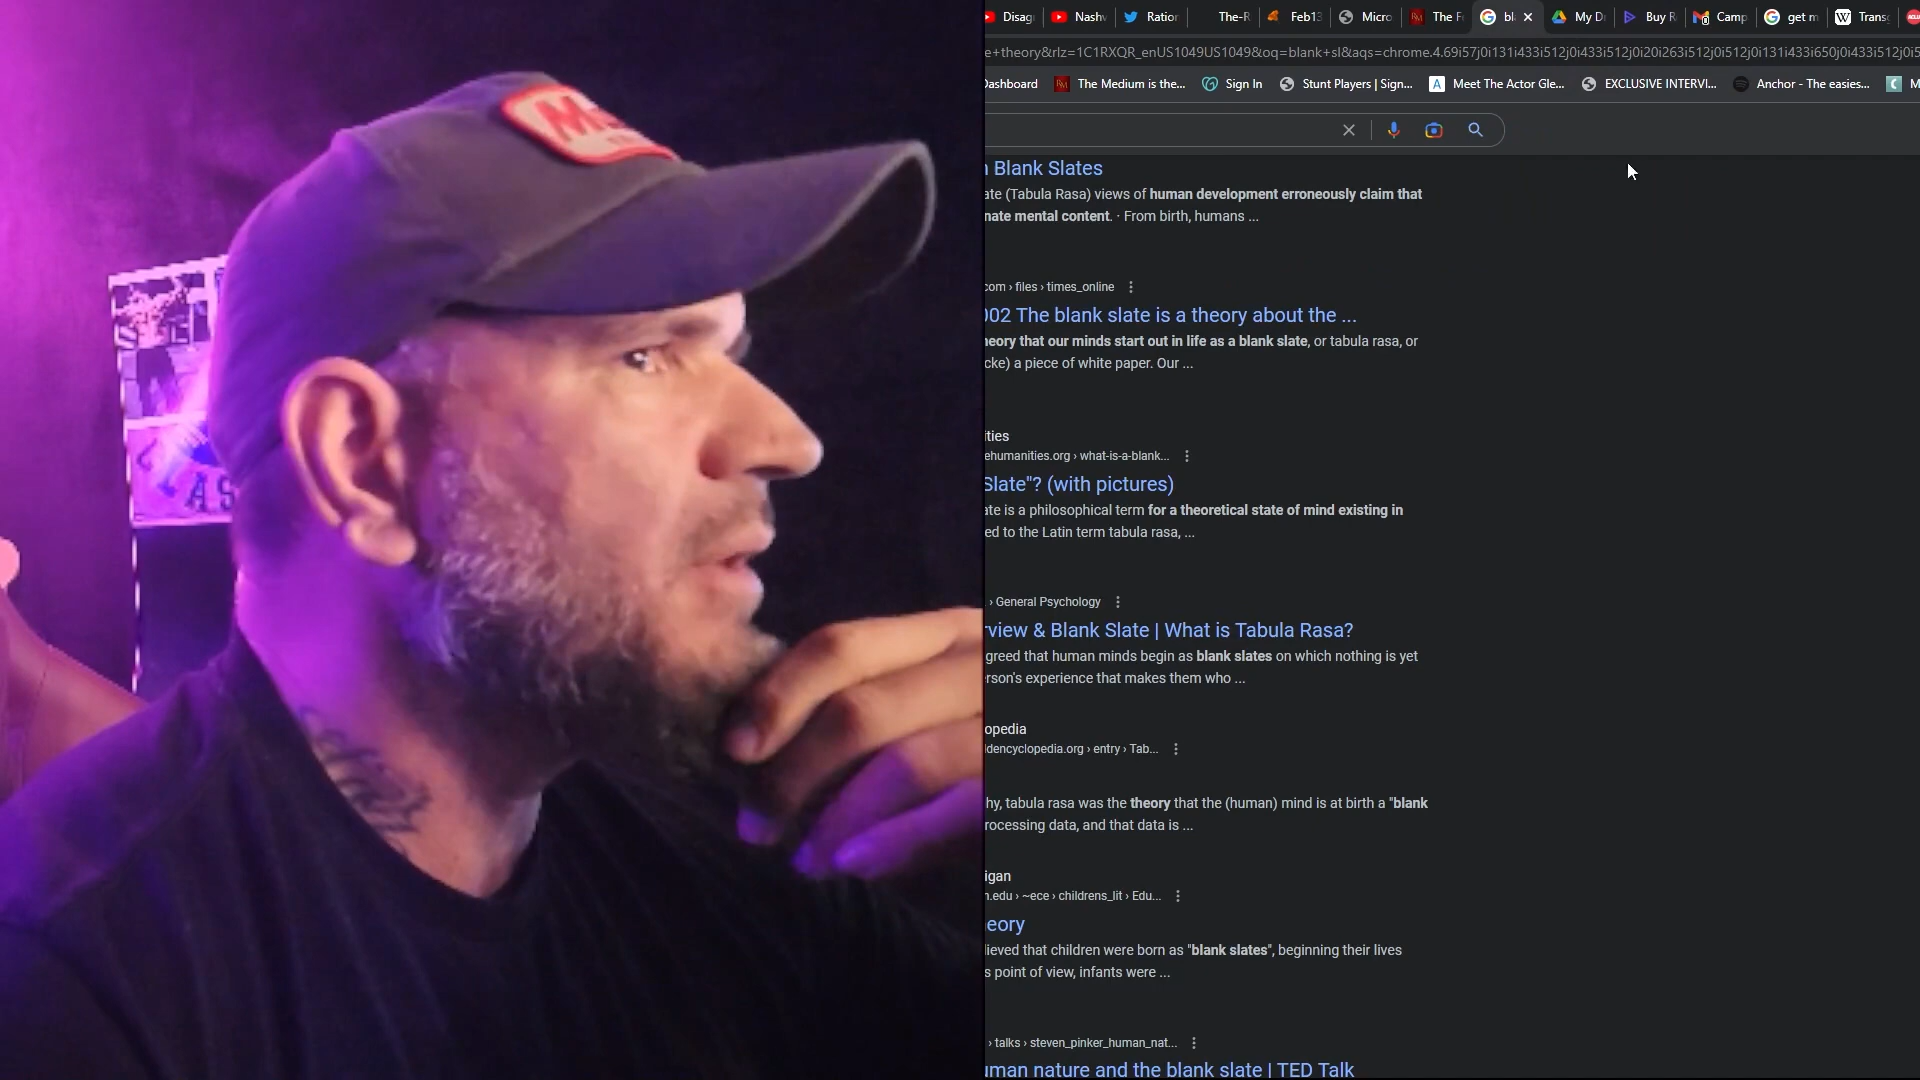 Disag
Nashv
Ration
The-R
Feb13
Micro
The F
bl
My D
Buy R
Camp
get m
Trans
e+theory&rlz=1C1RXQR_enUS1049US1049&oq=blank+sl&aqs=chrome.4.69i57j0i131i433i512j0i433i512j0i20i263i512j0i512j0i131i433i650j0i433i512j0i5
Dashboard
The Medium is the...
Sign In
Stunt Players | Sign...
Meet The Actor Gle...
EXCLUSIVE INTERVI...
Anchor - The easies...
n Blank Slates
ate (Tabula Rasa) views of human development erroneously claim that
nate mental content. · From birth, humans ...
com › files › times_online
002 The blank slate is a theory about the ...
heory that our minds start out in life as a blank slate, or tabula rasa, or
cke) a piece of white paper. Our ...
ities
ehumanities.org › what-is-a-blank...
Slate"? (with pictures)
ate is a philosophical term for a theoretical state of mind existing in
ed to the Latin term tabula rasa, ...
› General Psychology
rview & Blank Slate | What is Tabula Rasa?
greed that human minds begin as blank slates on which nothing is yet
erson's experience that makes them who ...
opedia
ldencyclopedia.org › entry › Tab...
hy, tabula rasa was the theory that the (human) mind is at birth a "blank
rocessing data, and that data is ...
igan
n.edu › ~ece › childrens_lit › Edu...
eory
lieved that children were born as "blank slates", beginning their lives
s point of view, infants were ...
› talks › steven_pinker_human_nat...
uman nature and the blank slate | TED Talk